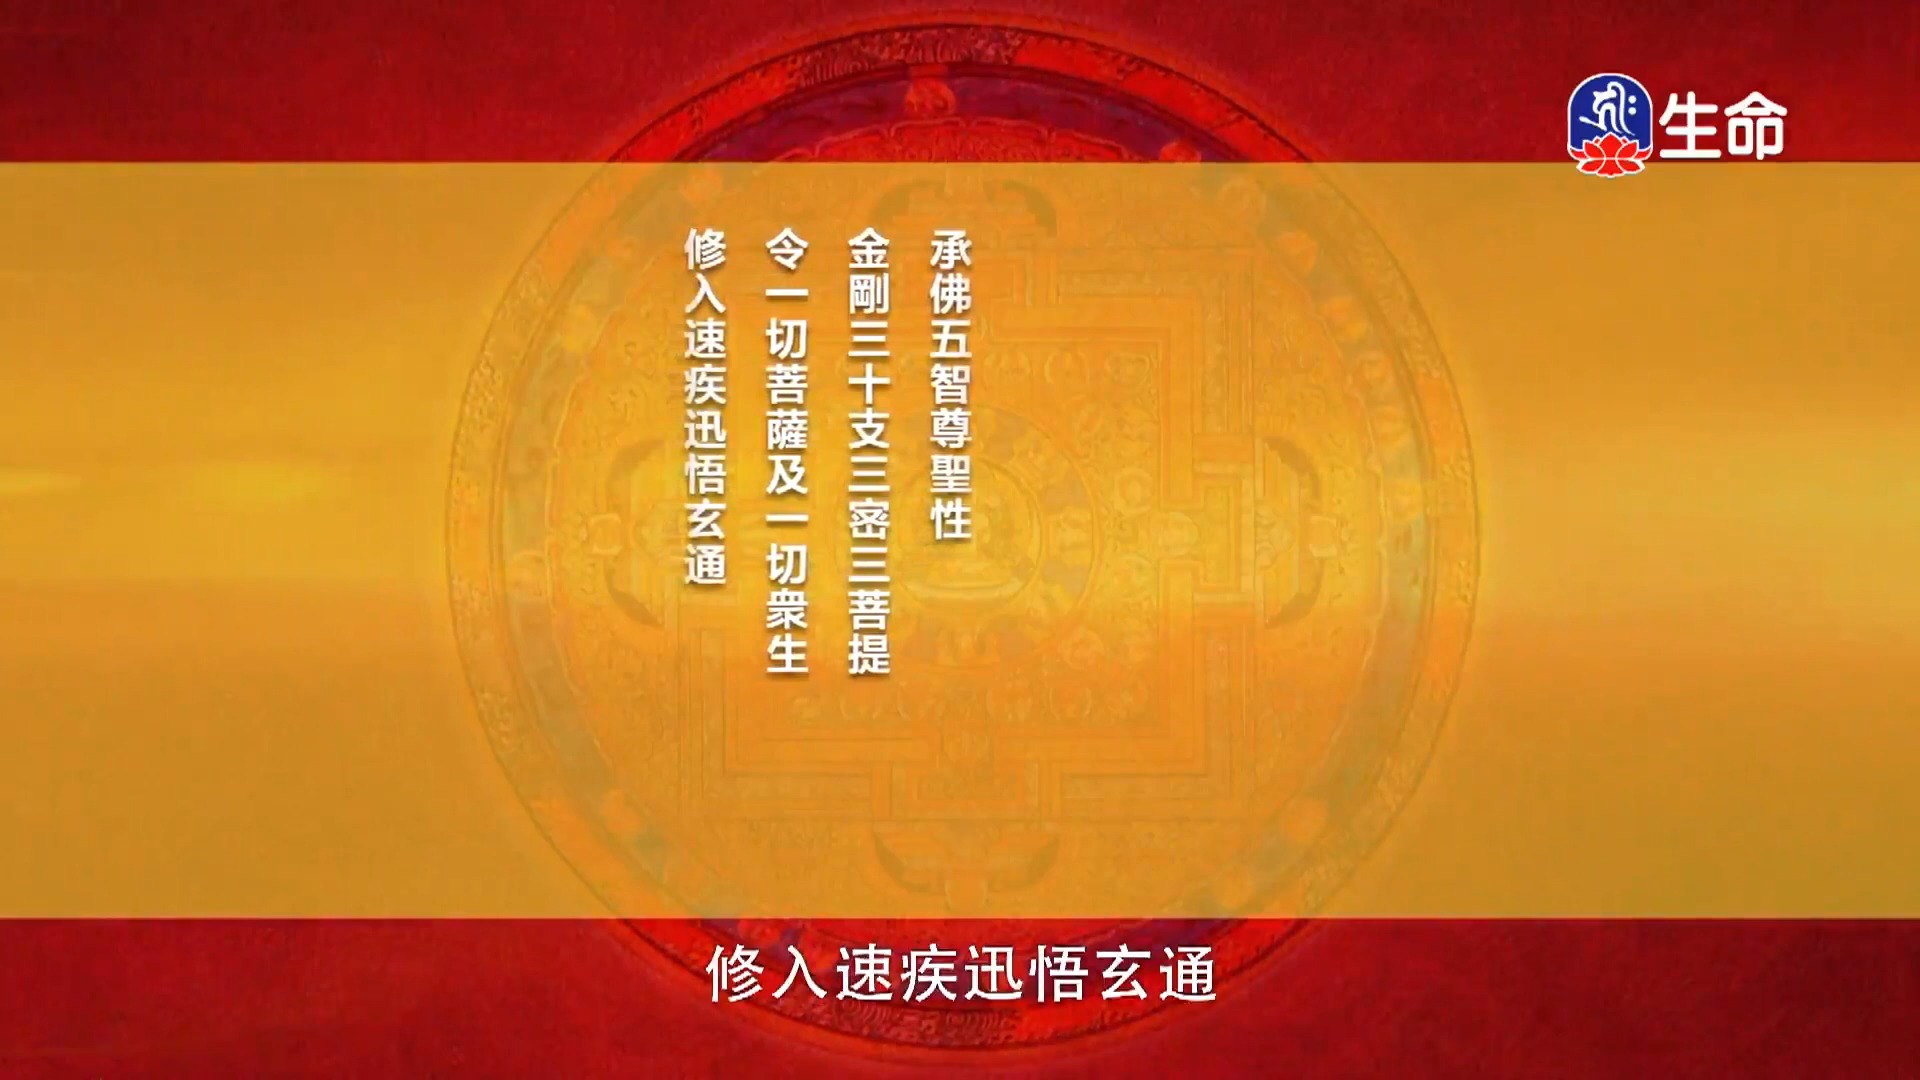 生命
承佛五智尊聖性
金剛三十支三密三菩提
令一切菩薩及一切衆生
修入速疾迅悟玄通
修入速疾迅悟玄通